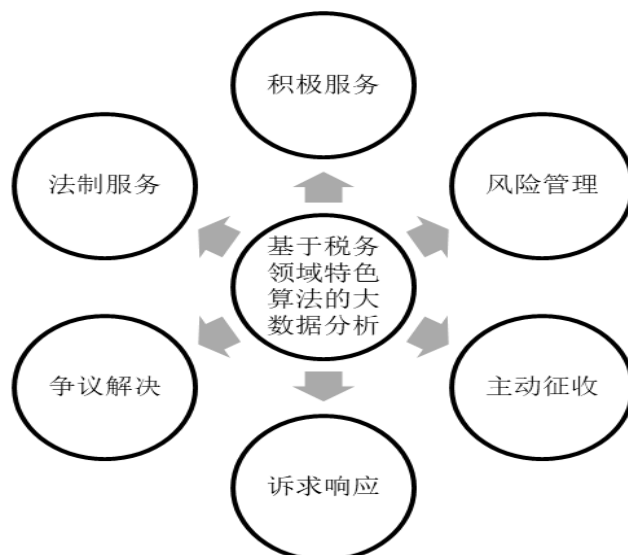 积极服务
法制服务
风险管理
基于税务
领域特色
算法的大
数据分析
争议解决
主动征收
诉求响应